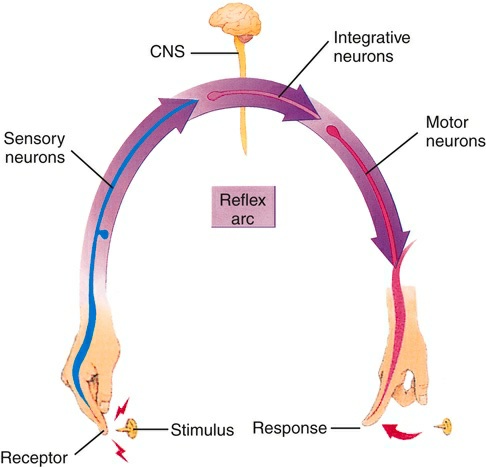 CNS
Integrative
neurons
Sensory
neurons
Motor
neurons
Reflex
arc
Stimulus
Response
Receptor